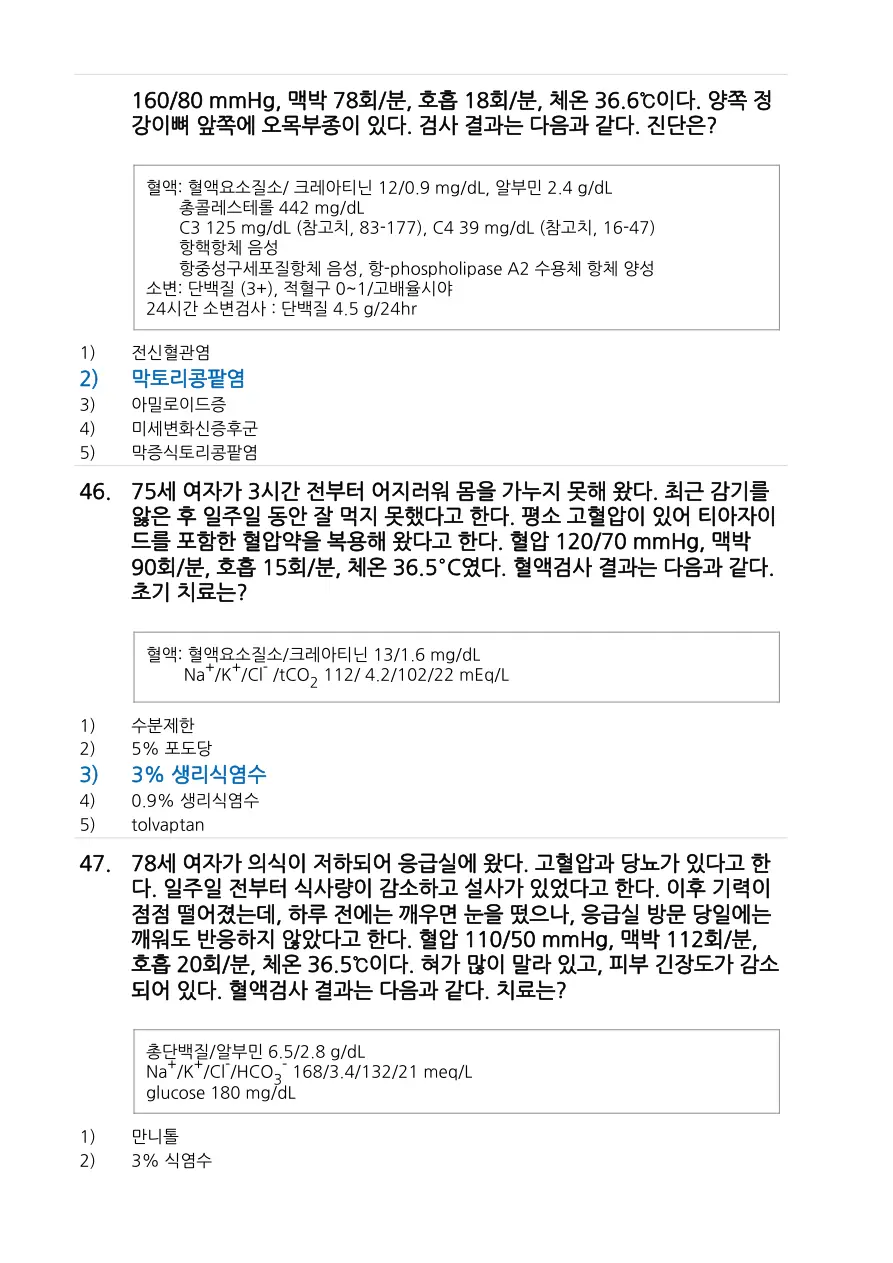 160/80 mmHg, 맥박 78회/분, 호흡 18회/분, 체온 36.6℃이다. 양쪽 정
강이뼈 앞쪽에 오목부종이 있다. 검사 결과는 다음과 같다. 진단은?
혈액: 혈액요소질소/ 크레아티닌 12/0.9 mg/dL, 알부민 2.4 g/dL
총콜레스테롤 442 mg/dL
C3 125 mg/dL (참고치, 83-177), C4 39 mg/dL (참고치, 16-47)
항핵항체 음성
항중성구세포질항체 음성, 항-phospholipase A2 수용체 항체 양성
소변: 단백질 (3+), 적혈구 0~1/고배율시야
24시간 소변검사 : 단백질 4.5 g/24hr
1) 전신혈관염
2) 막토리콩팥염
3) 아밀로이드증
4) 미세변화신증후군
5) 막증식토리콩팥염
46. 75세 여자가 3시간 전부터 어지러워 몸을 가누지 못해 왔다. 최근 감기를
앓은 후 일주일 동안 잘 먹지 못했다고 한다. 평소 고혈압이 있어 티아자이
드를 포함한 혈압약을 복용해 왔다고 한다. 혈압 120/70 mmHg, 맥박
90회/분, 호흡 15회/분, 체온 36.5°C였다. 혈액검사 결과는 다음과 같다.
초기 치료는?
혈액: 혈액요소질소/크레아티닌 13/1.6 mg/dL
Na⁺/K⁺/Cl⁻ /tCO₂ 112/ 4.2/102/22 mEq/L
1) 수분제한
2) 5% 포도당
3) 3% 생리식염수
4) 0.9% 생리식염수
5) tolvaptan
47. 78세 여자가 의식이 저하되어 응급실에 왔다. 고혈압과 당뇨가 있다고 한
다. 일주일 전부터 식사량이 감소하고 설사가 있었다고 한다. 이후 기력이
점점 떨어졌는데, 하루 전에는 깨우면 눈을 떴으나, 응급실 방문 당일에는
깨워도 반응하지 않았다고 한다. 혈압 110/50 mmHg, 맥박 112회/분,
호흡 20회/분, 체온 36.5℃이다. 혀가 많이 말라 있고, 피부 긴장도가 감소
되어 있다. 혈액검사 결과는 다음과 같다. 치료는?
총단백질/알부민 6.5/2.8 g/dL
Na⁺/K⁺/Cl⁻/HCO₃⁻ 168/3.4/132/21 meq/L
glucose 180 mg/dL
1) 만니톨
2) 3% 식염수